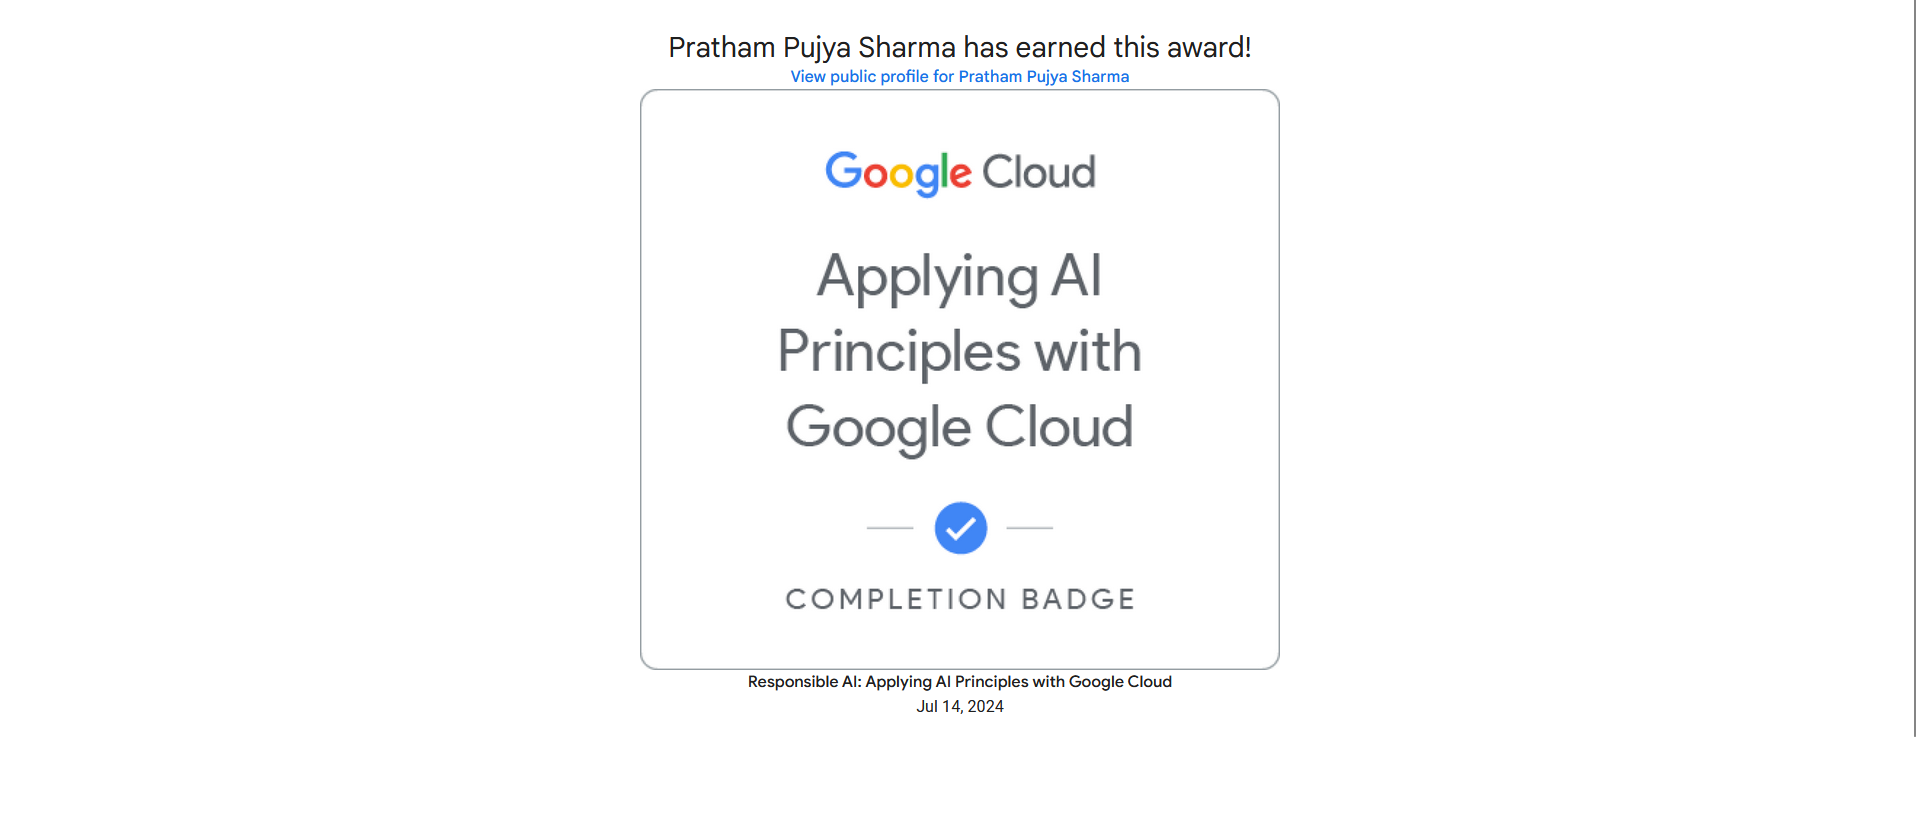 Pratham Pujya Sharma has earned this award!
View public profile for Pratham Pujya Sharma
Google Cloud
Applying AI
Principles with
Google Cloud
COMPLETION BADGE
Responsible AI: Applying AI Principles with Google Cloud
Jul 14, 2024